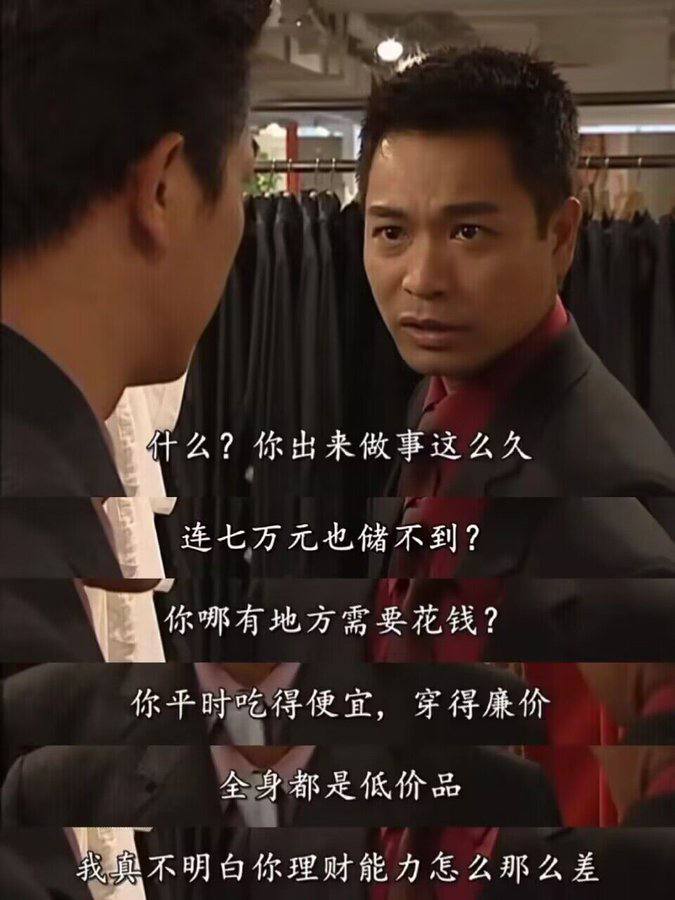 什么？你出来做事这么久
连七万元也储不到？
你哪有地方需要花钱？
你平时吃得便宜，穿得廉价
全身都是低价品
我真不明白你理财能力怎么那么差